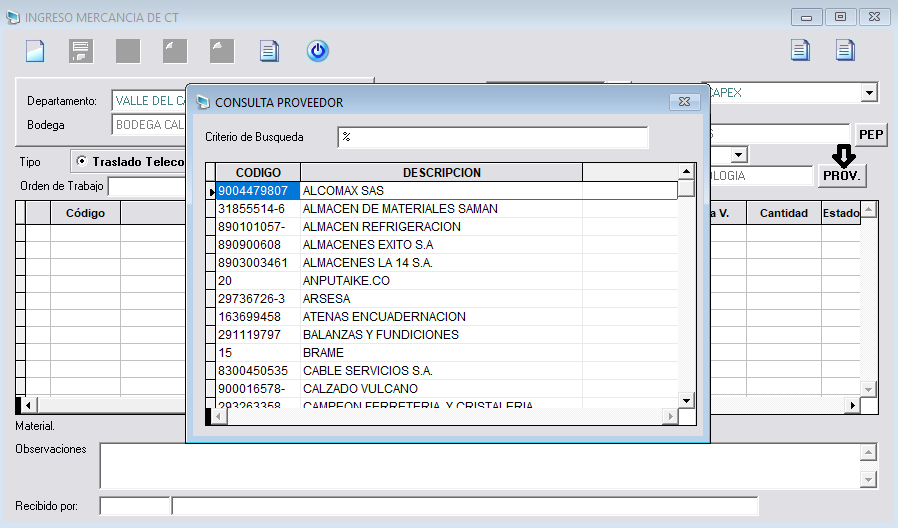 INGRESO MERCANCIA DE CT
Departamento: VALLE DEL CA
CAPEX
Bodega BODEGA CAL
S PEP
Tipo Traslado Teleco
OLOGIA PROV.
Orden de Trabajo
Código a V. Cantidad Estado
CONSULTA PROVEEDOR
Criterio de Busqueda %
CODIGO DESCRIPCION
9004479807 ALCOMAX SAS
31855514-6 ALMACEN DE MATERIALES SAMAN
890101057- ALMACEN REFRIGERACION
890900608 ALMACENES EXITO S.A
8903003461 ALMACENES LA 14 S.A.
20 ANPUTAIKE.CO
29736726-3 ARSESA
163699458 ATENAS ENCUADERNACION
291119797 BALANZAS Y FUNDICIONES
15 BRAME
8300450535 CABLE SERVICIOS S.A.
900016578- CALZADO VULCANO
293263358 CAMPEON FERRETERIA Y CRISTALERIA
Material.
Observaciones
Recibido por: